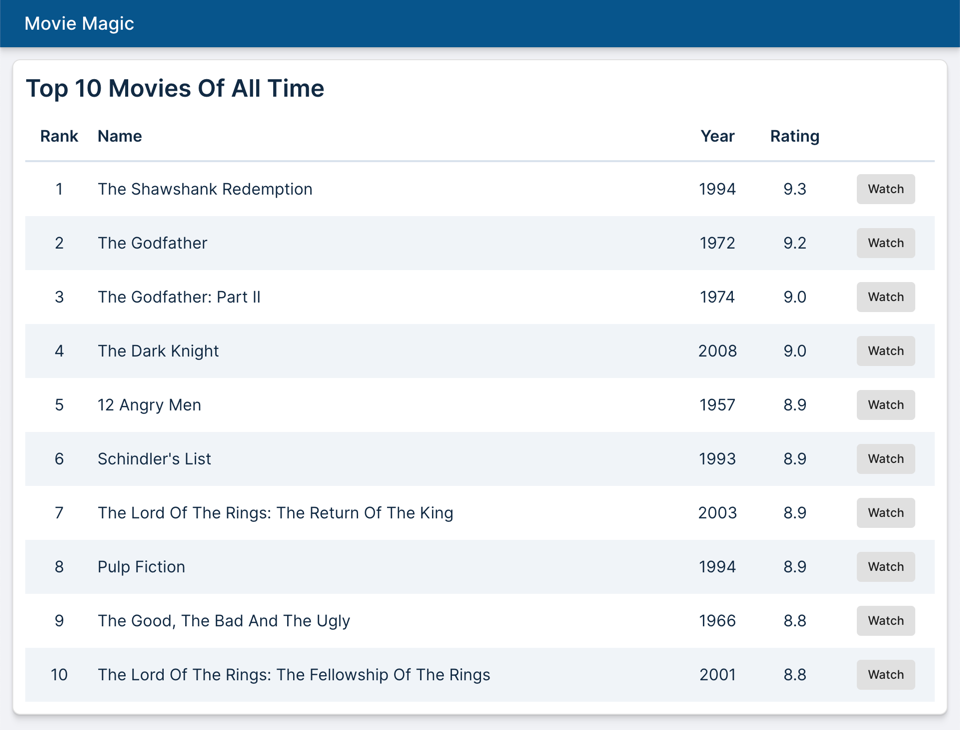 Movie Magic
Top 10 Movies Of All Time
Rank Name Year Rating
1 The Shawshank Redemption 1994 9.3 Watch
2 The Godfather 1972 9.2 Watch
3 The Godfather: Part II 1974 9.0 Watch
4 The Dark Knight 2008 9.0 Watch
5 12 Angry Men 1957 8.9 Watch
6 Schindler's List 1993 8.9 Watch
7 The Lord Of The Rings: The Return Of The King 2003 8.9 Watch
8 Pulp Fiction 1994 8.9 Watch
9 The Good, The Bad And The Ugly 1966 8.8 Watch
10 The Lord Of The Rings: The Fellowship Of The Rings 2001 8.8 Watch